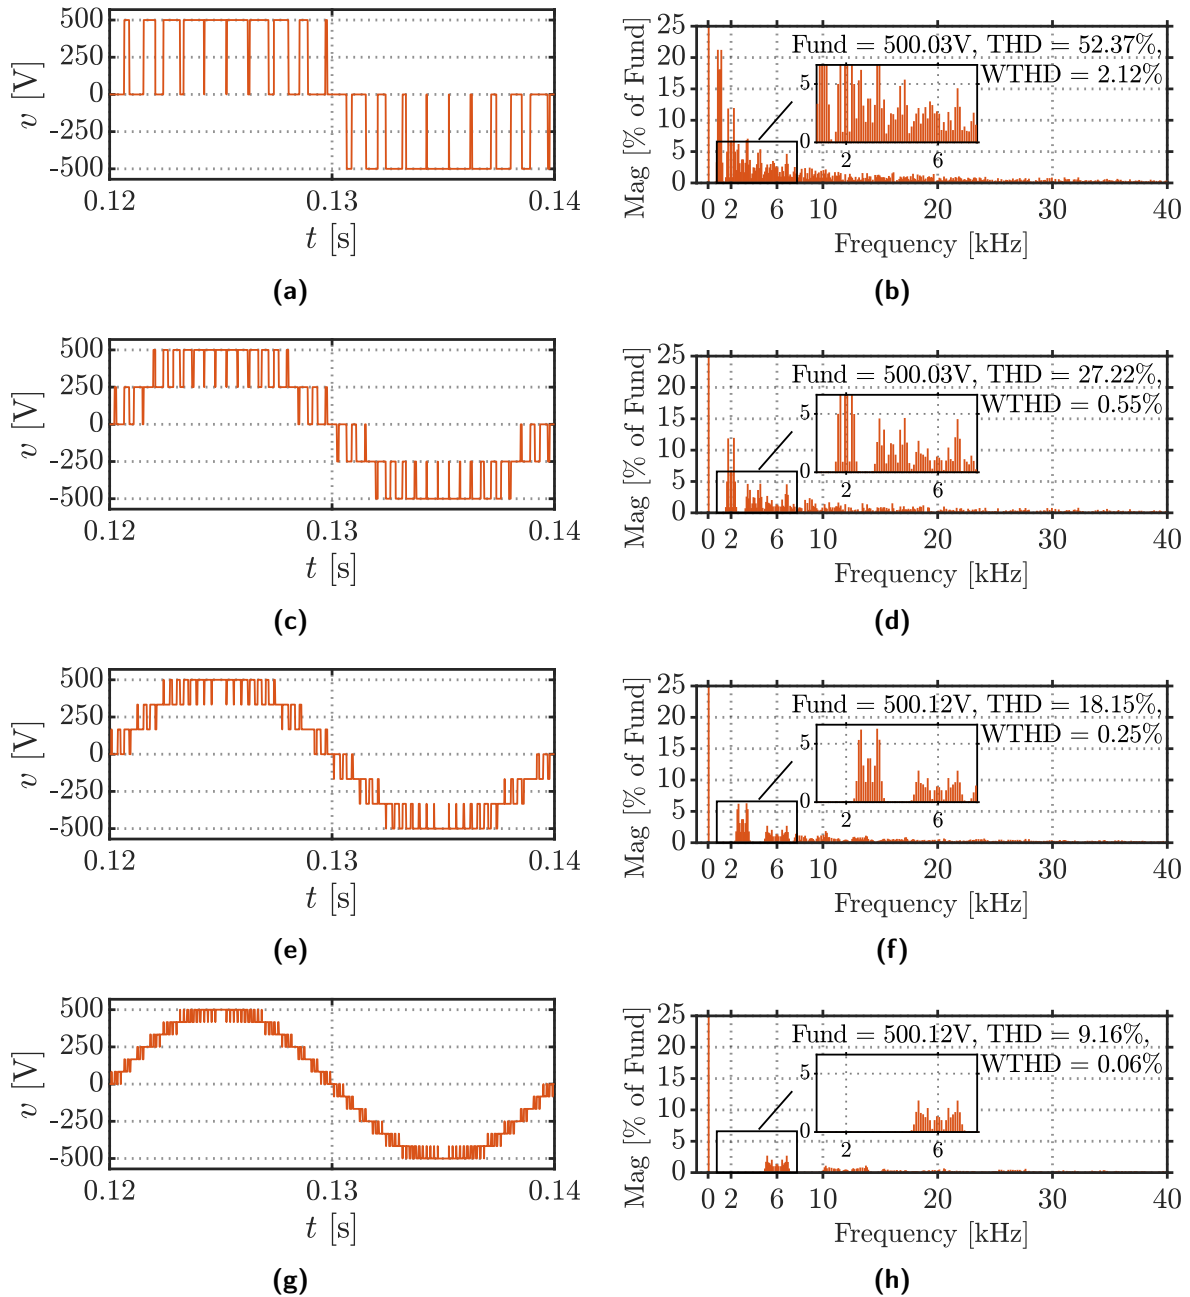 500
250
0
-250
-500
v [V]
0.12 0.13 0.14
t [s]
(a)
25
20
15
10
5
0
Mag [% of Fund]
Fund = 500.03V, THD = 52.37%,
WTHD = 2.12%
5
0
2 6
0 2 6 10 20 30 40
Frequency [kHz]
(b)
500
250
0
-250
-500
v [V]
0.12 0.13 0.14
t [s]
(c)
25
20
15
10
5
0
Mag [% of Fund]
Fund = 500.03V, THD = 27.22%,
WTHD = 0.55%
5
0
2 6
0 2 6 10 20 30 40
Frequency [kHz]
(d)
500
250
0
-250
-500
v [V]
0.12 0.13 0.14
t [s]
(e)
25
20
15
10
5
0
Mag [% of Fund]
Fund = 500.12V, THD = 18.15%,
WTHD = 0.25%
5
0
2 6
0 2 6 10 20 30 40
Frequency [kHz]
(f)
500
250
0
-250
-500
v [V]
0.12 0.13 0.14
t [s]
(g)
25
20
15
10
5
0
Mag [% of Fund]
Fund = 500.12V, THD = 9.16%,
WTHD = 0.06%
5
0
2 6
0 2 6 10 20 30 40
Frequency [kHz]
(h)